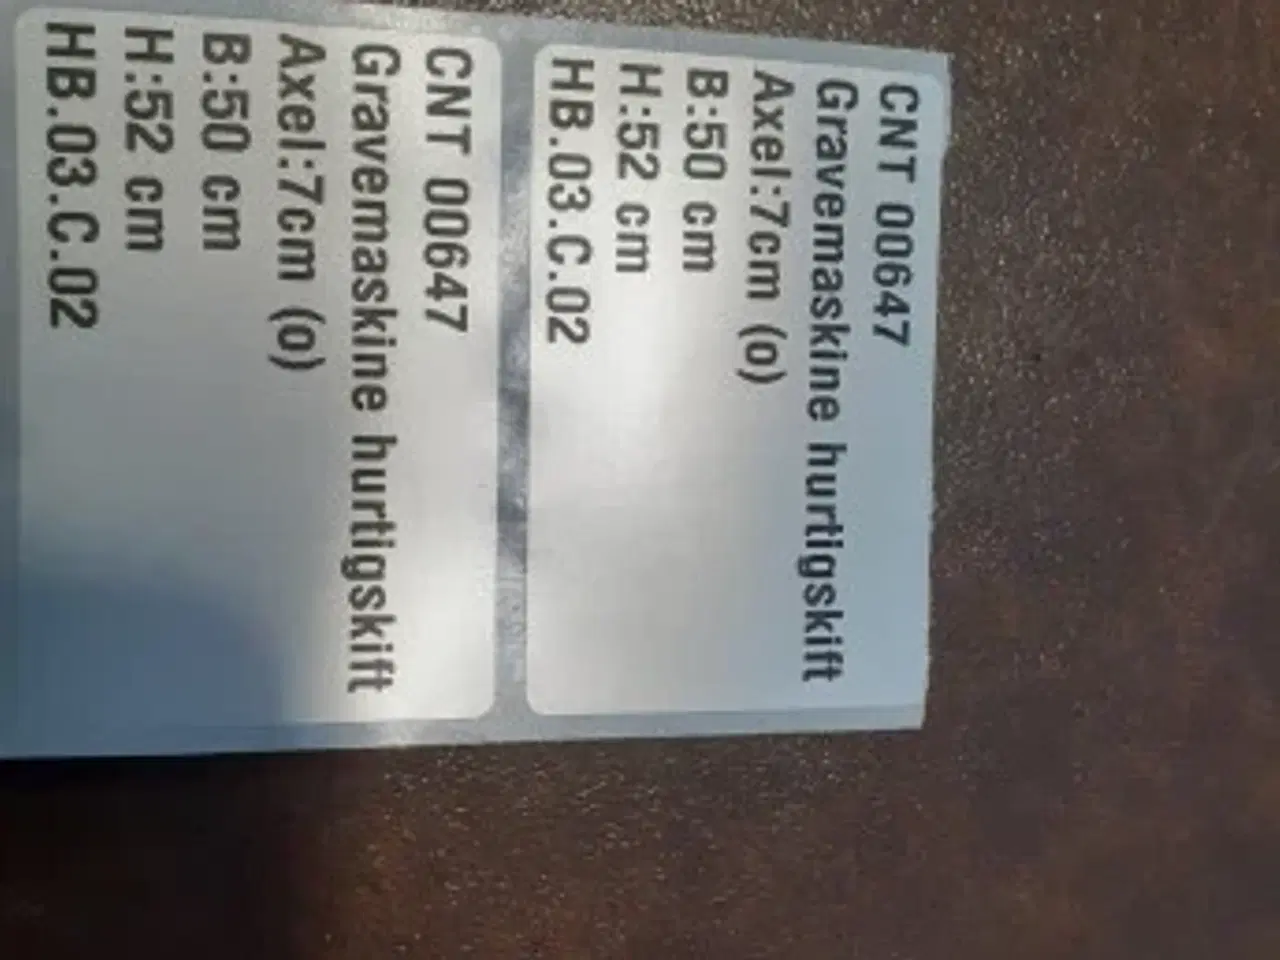 CNT 00647
Gravemaskine hurtigskift
Axel:7cm (o)
B:50 cm
H:52 cm
HB.03.C.02
CNT 00647
Gravemaskine hurtigskift
Axel:7cm (o)
B:50 cm
H:52 cm
HB.03.C.02